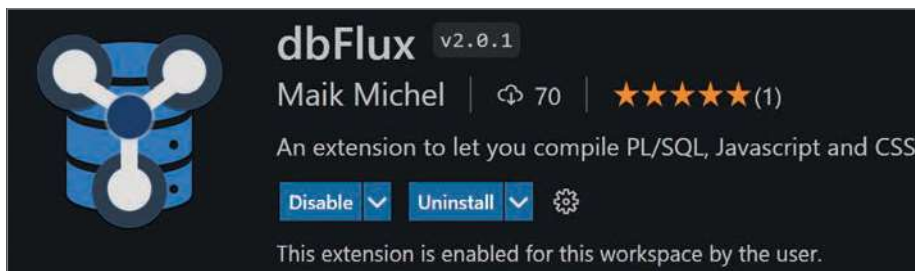 dbFlux v2.0.1
Maik Michel | 70 | ★★★★★(1)
An extension to let you compile PL/SQL, Javascript and CSS
Disable Uninstall
This extension is enabled for this workspace by the user.